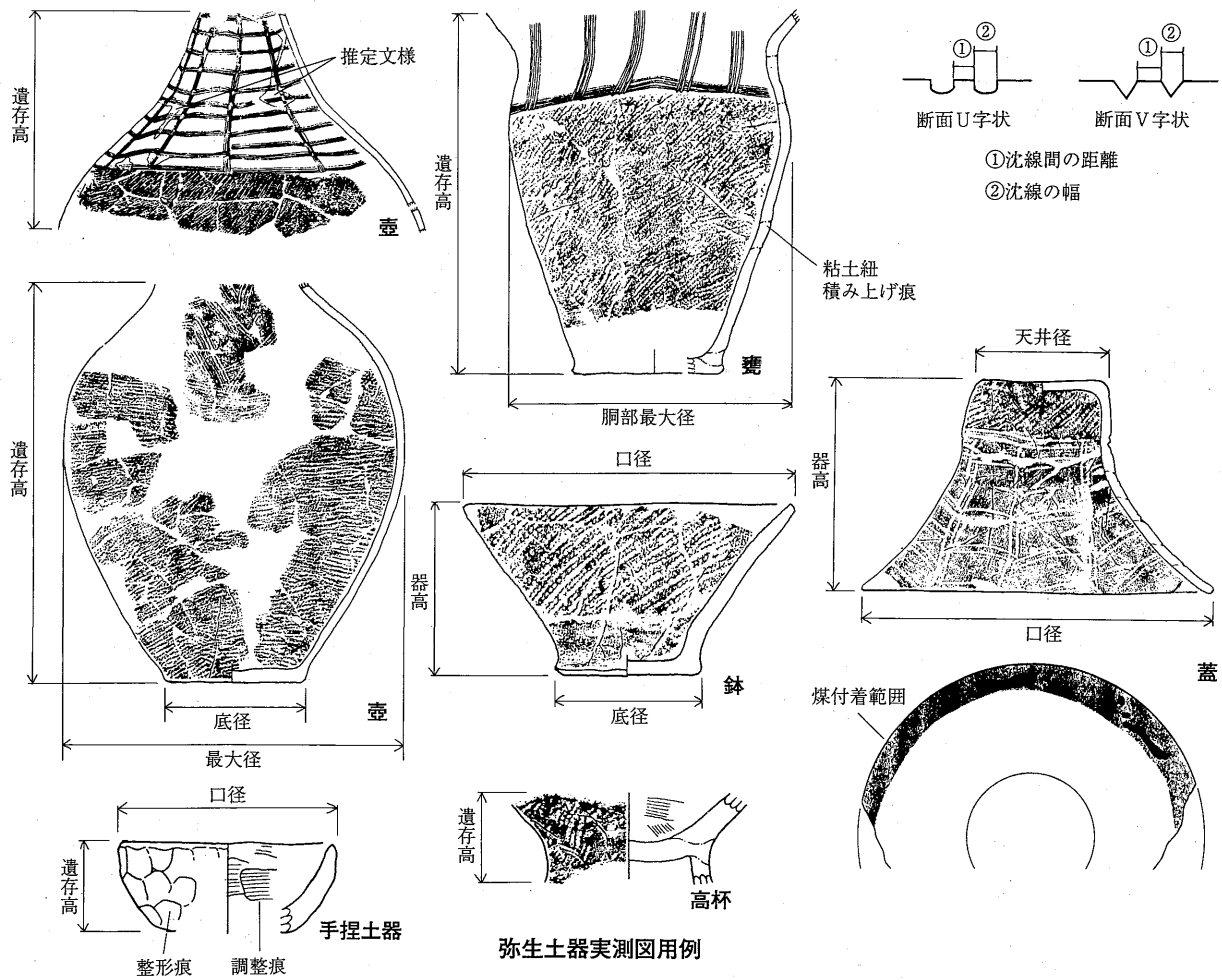 遺存高
推定文様
壺
遺存高
粘土紐
積み上げ痕
甕
胴部最大径
①
②
断面U字状
①
②
断面V字状
①沈線間の距離
②沈線の幅
遺存高
底径
壺
最大径
口径
器高
鉢
底径
天井径
器高
口径
蓋
煤付着範囲
口径
遺存高
手捏土器
整形痕
調整痕
遺存高
高杯
弥生土器実測図用例